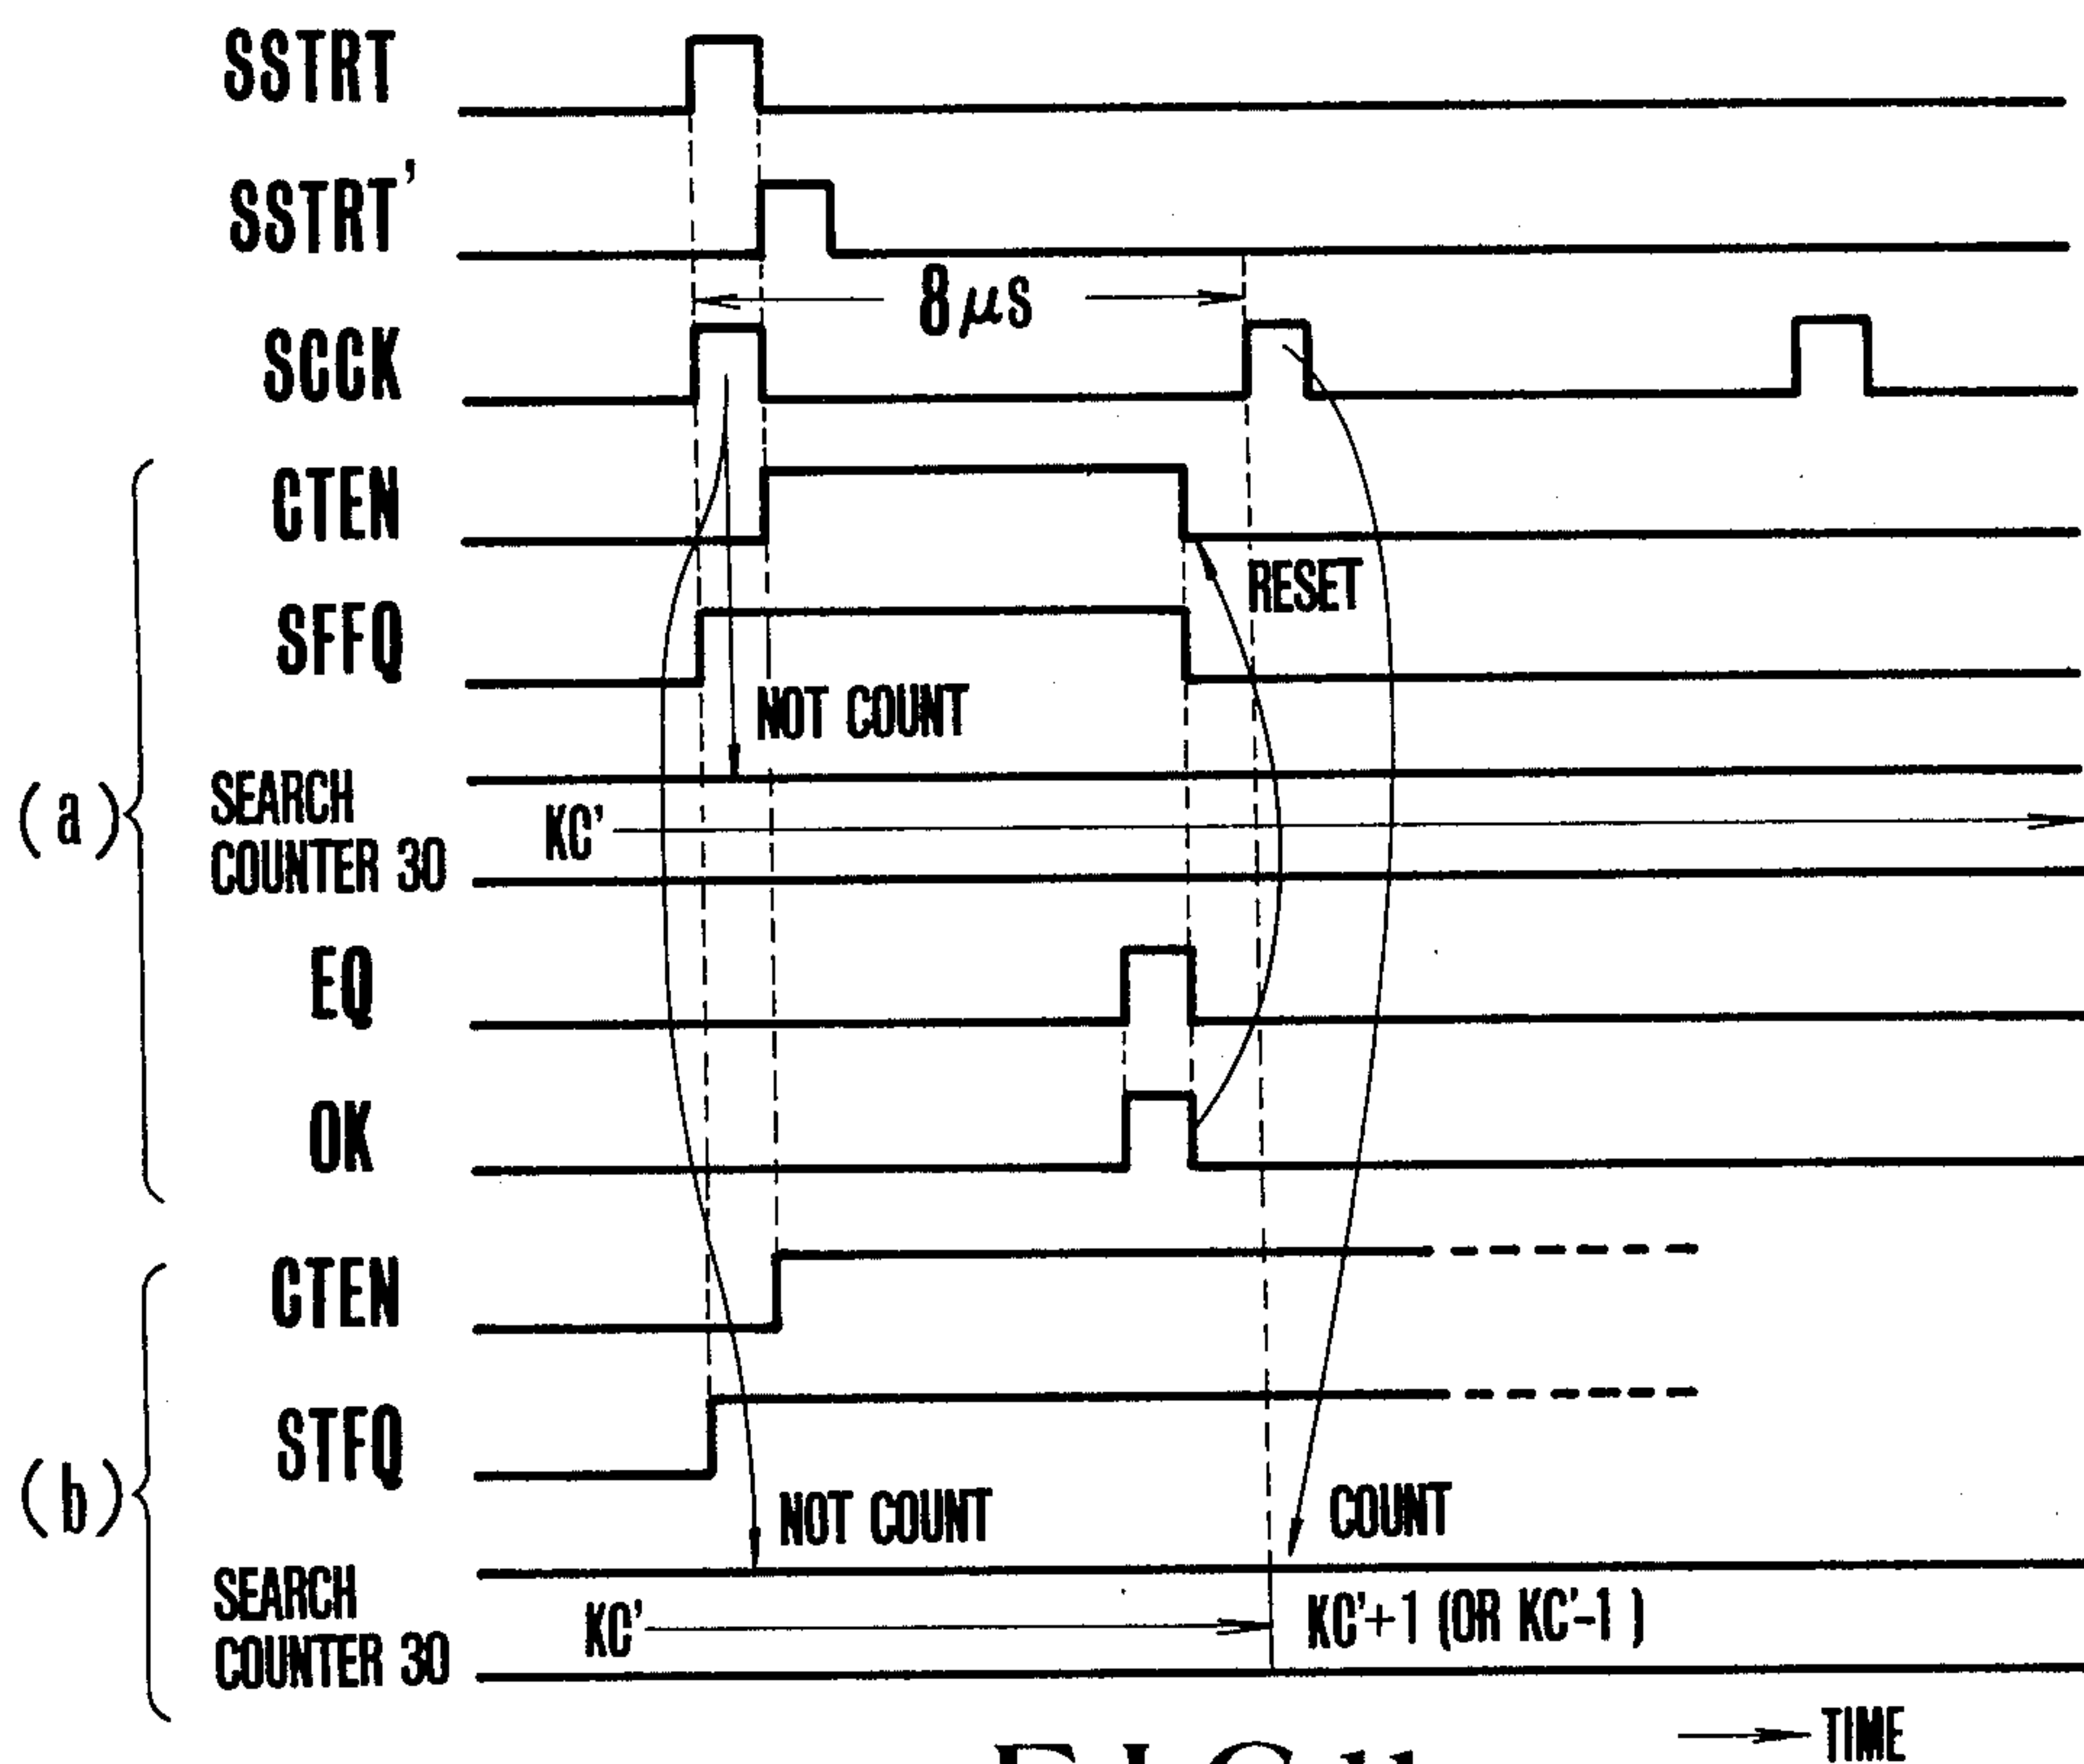 SSTRT
SSTRT'
8μs
SCCK
CTEN
RESET
SFFQ
NOT COUNT
(a)
SEARCH
COUNTER 30
KC'
EQ
OK
CTEN
STFQ
(b)
NOT COUNT
COUNT
SEARCH
COUNTER 30
KC'
KC'+1 (OR KC'-1)
TIME